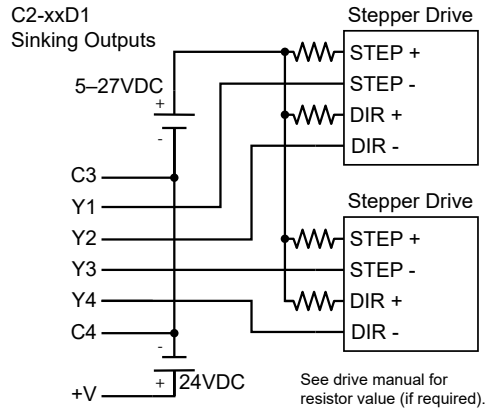 C2-xxD1
Sinking Outputs
Stepper Drive
STEP +
STEP -
DIR +
DIR -
5–27VDC
+
-
C3
Y1
Y2
Y3
Y4
C4
+V
Stepper Drive
STEP +
STEP -
DIR +
DIR -
-
+
24VDC
See drive manual for
resistor value (if required).